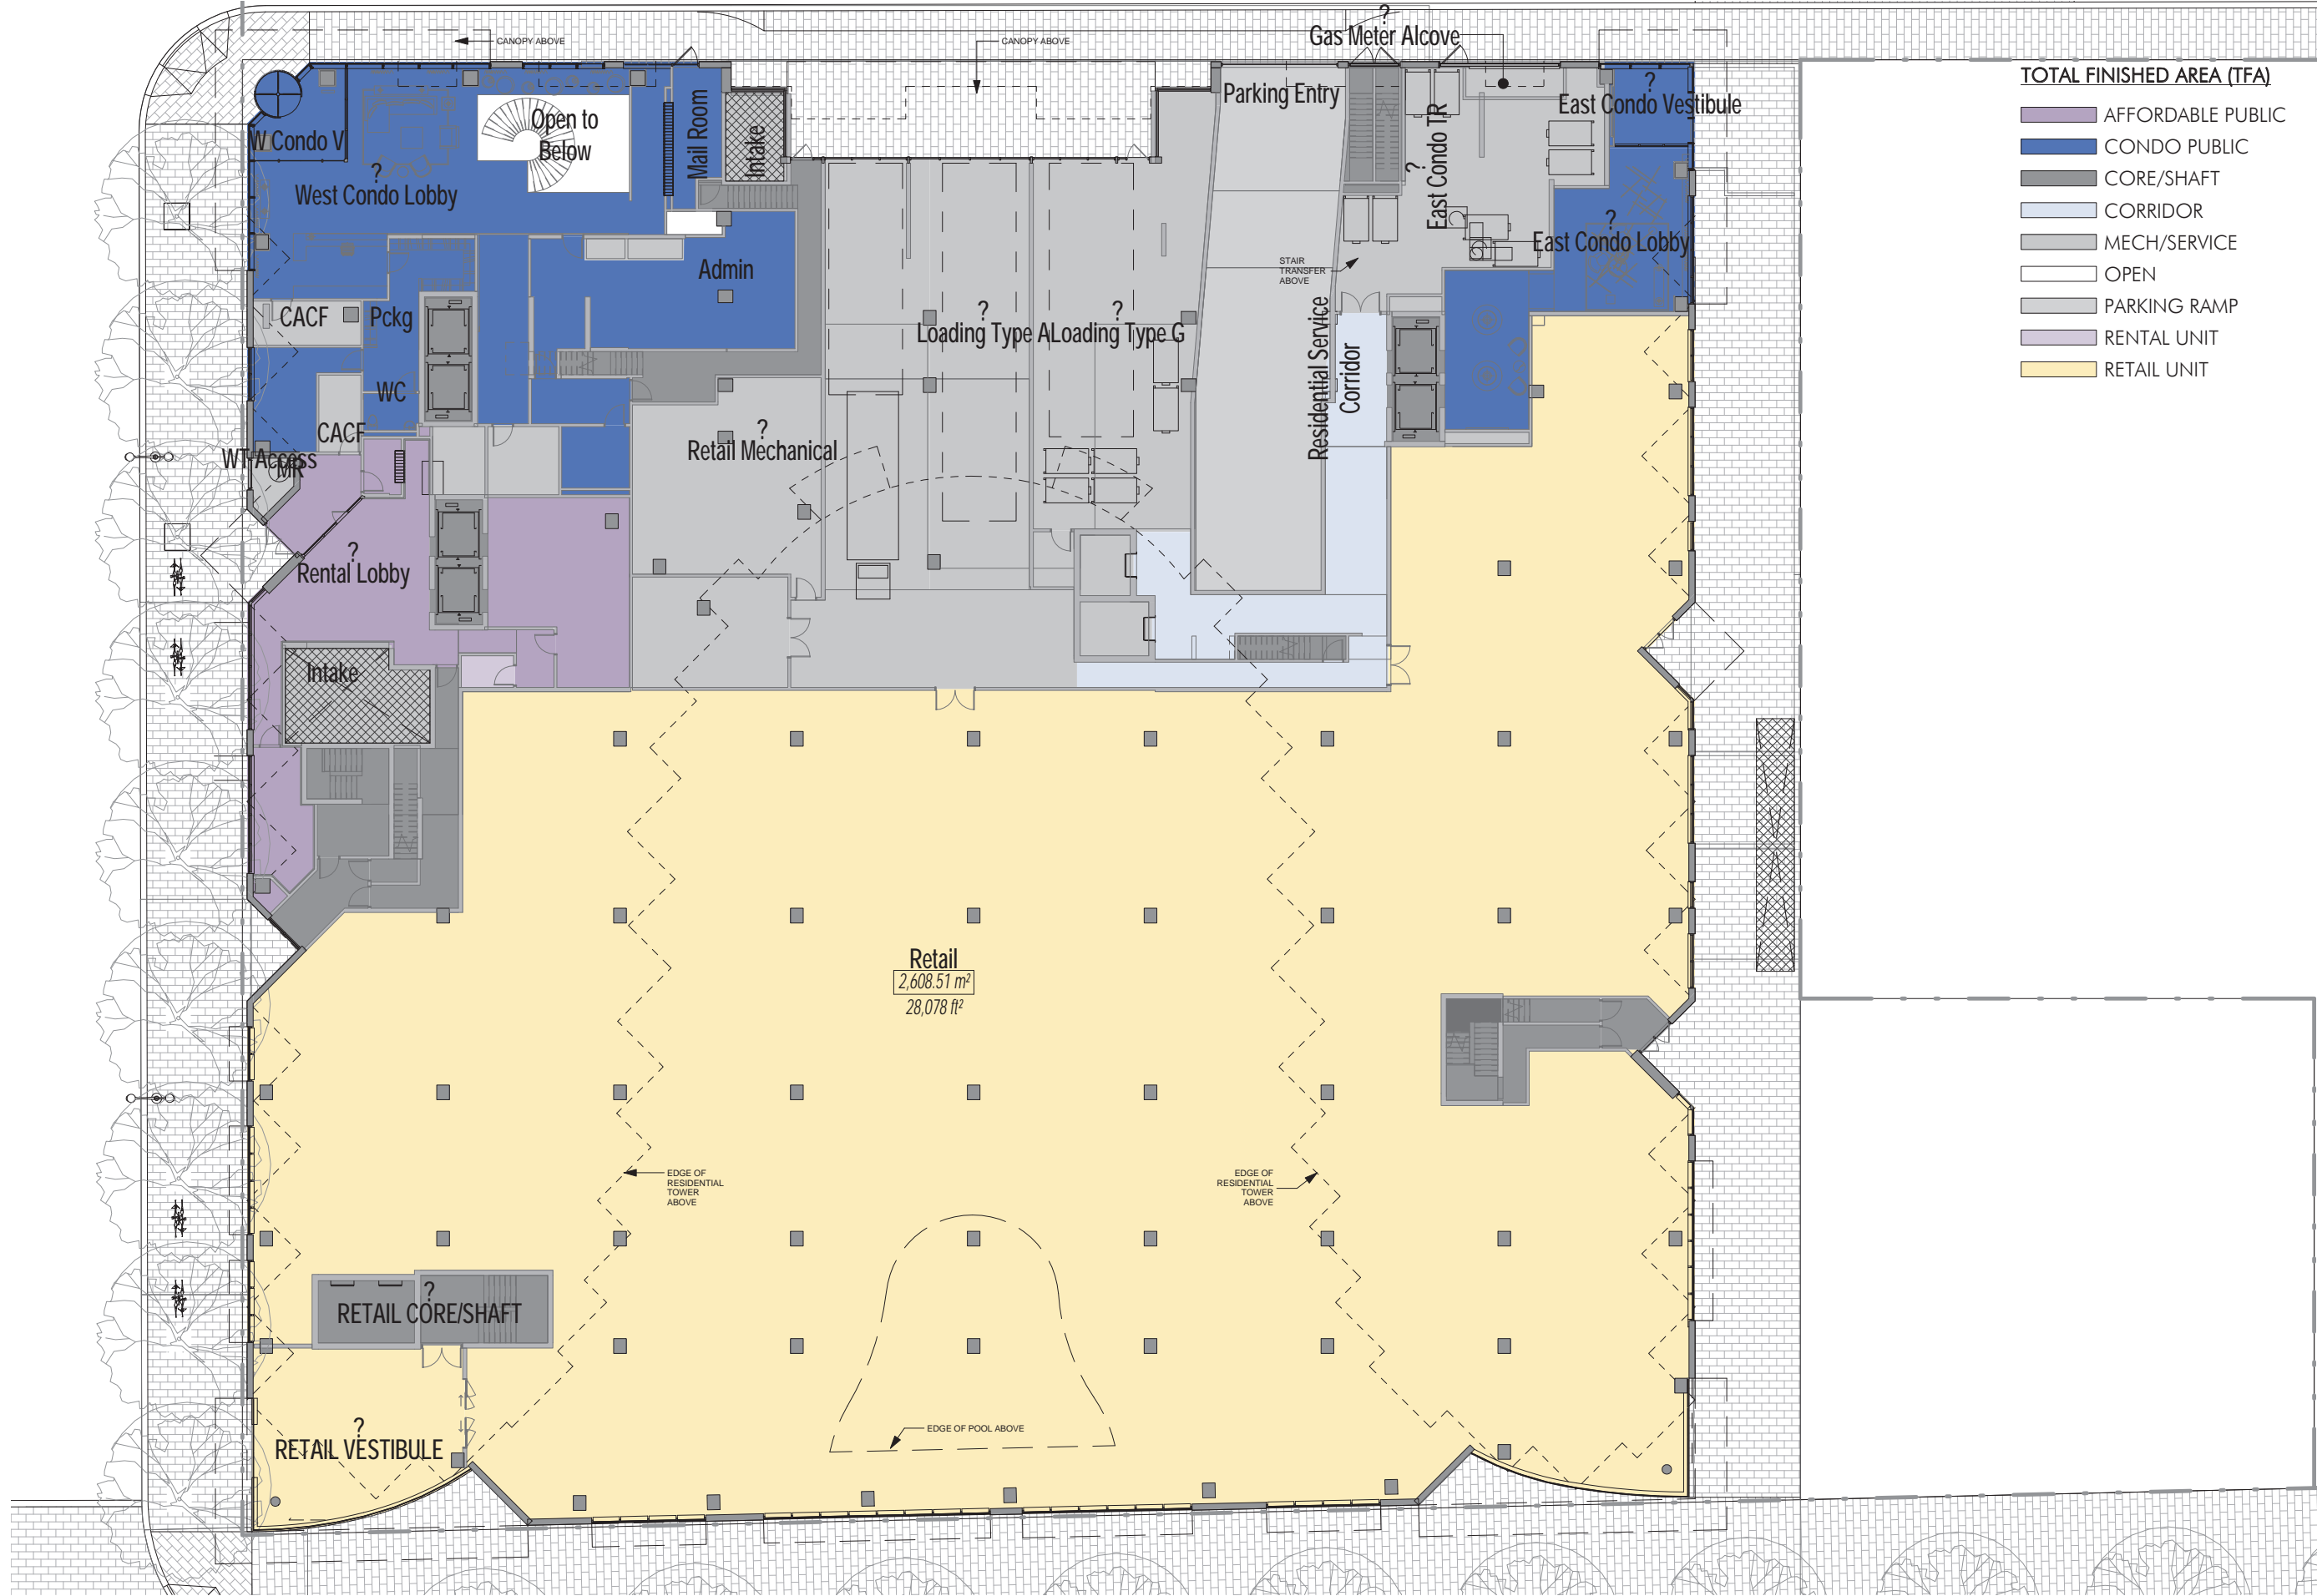 ?
Gas Meter Alcove
CANOPY ABOVE
CANOPY ABOVE
TOTAL FINISHED AREA (TFA)
AFFORDABLE PUBLIC
CONDO PUBLIC
CORE/SHAFT
CORRIDOR
MECH/SERVICE
OPEN
PARKING RAMP
RENTAL UNIT
RETAIL UNIT
W Condo V
?
West Condo Lobby
Open to
Below
Mail Room
Intake
Parking Entry
?
East Condo TR
?
East Condo Vestibule
?
East Condo Lobby
Admin
STAIR
TRANSFER
ABOVE
CACF
Pckg
WC
CACF
WT Access
MR
?
Loading Type A
?
Loading Type G
Residential Service
Corridor
?
Retail Mechanical
?
Rental Lobby
Intake
Retail
2,608.51 m²
28,078 ft²
EDGE OF
RESIDENTIAL
TOWER
ABOVE
EDGE OF
RESIDENTIAL
TOWER
ABOVE
?
RETAIL CORE/SHAFT
?
RETAIL VESTIBULE
EDGE OF POOL ABOVE